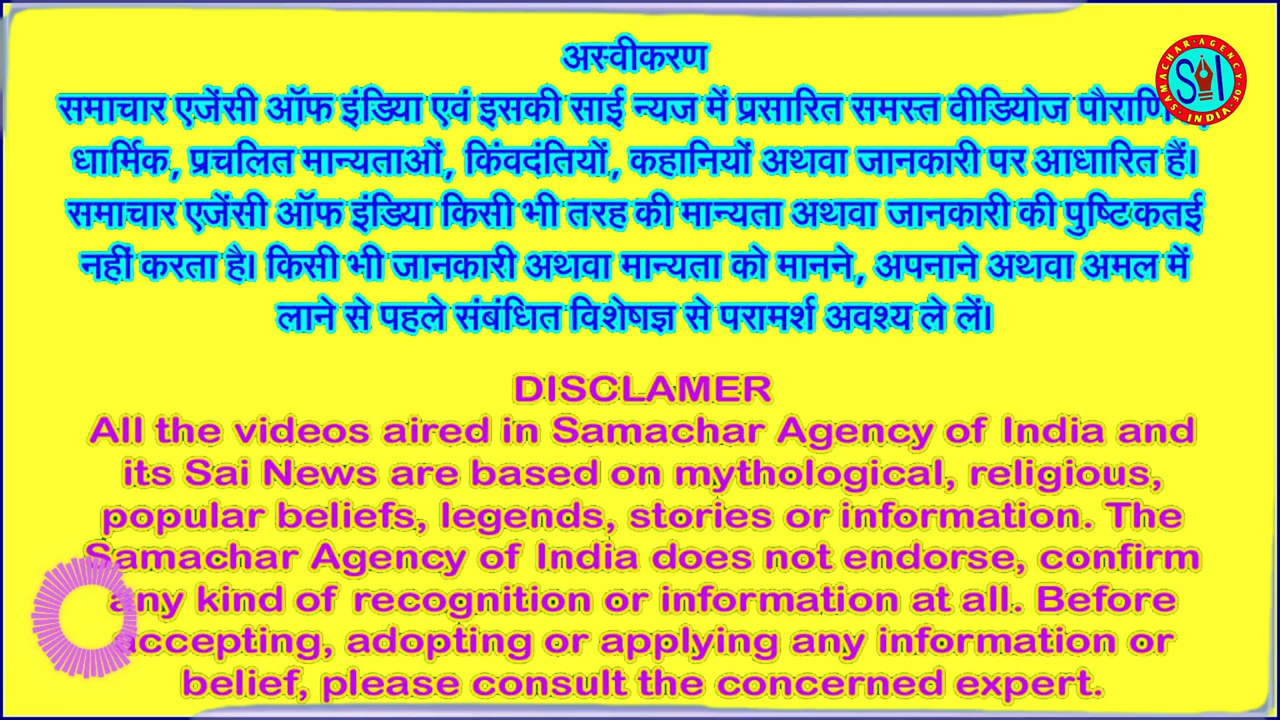 अस्वीकरण
समाचार एजेंसी ऑफ इंडिया एवं इसकी साई न्यज में प्रसारित समस्त वीडियोज
धार्मिक, प्रचलित मान्यताओं, किंवदंतियों, कहानियों अथवा जानकारी पर आधारित हैं।
समाचार एजेंसी ऑफ इंडिया किसी भी तरह की मान्यता अथवा जानकारी की पुष्टि कतई
नहीं करता है। किसी भी जानकारी अथवा मान्यता को मानने, अपनाने अथवा अमल में
लाने से पहले संबंधित विशेषज्ञ से परामर्श अवश्य ले लें।
SAMACHAR AGENCY OF INDIA
SAI
DISCLAMER
All the videos aired in Samachar Agency of India and
its Sai News are based on mythological, religious,
popular beliefs, legends, stories or information. The
Samachar Agency of India does not endorse, confirm
any kind of recognition or information at all. Before
accepting, adopting or applying any information or
belief, please consult the concerned expert.